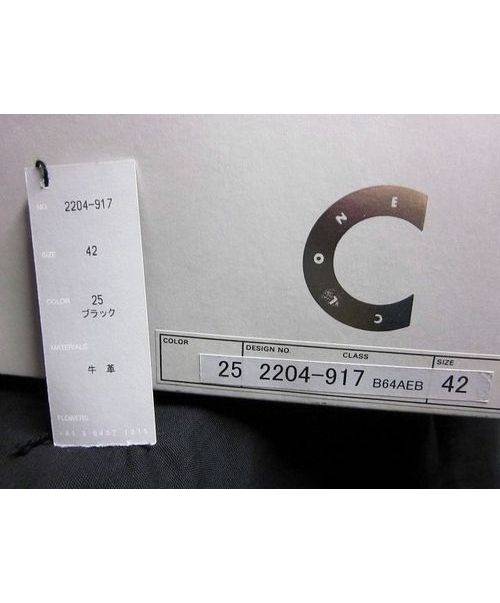 NO. 2204-917
SIZE 42
COLOR 25
ブラック
MATERIALS
牛革
FLOWERS
CLONE
COLOR DESIGN NO CLASS SIZE
25 2204-917 B64AEB 42